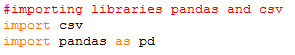 #importing libraries pandas and csv
import csv
import pandas as pd